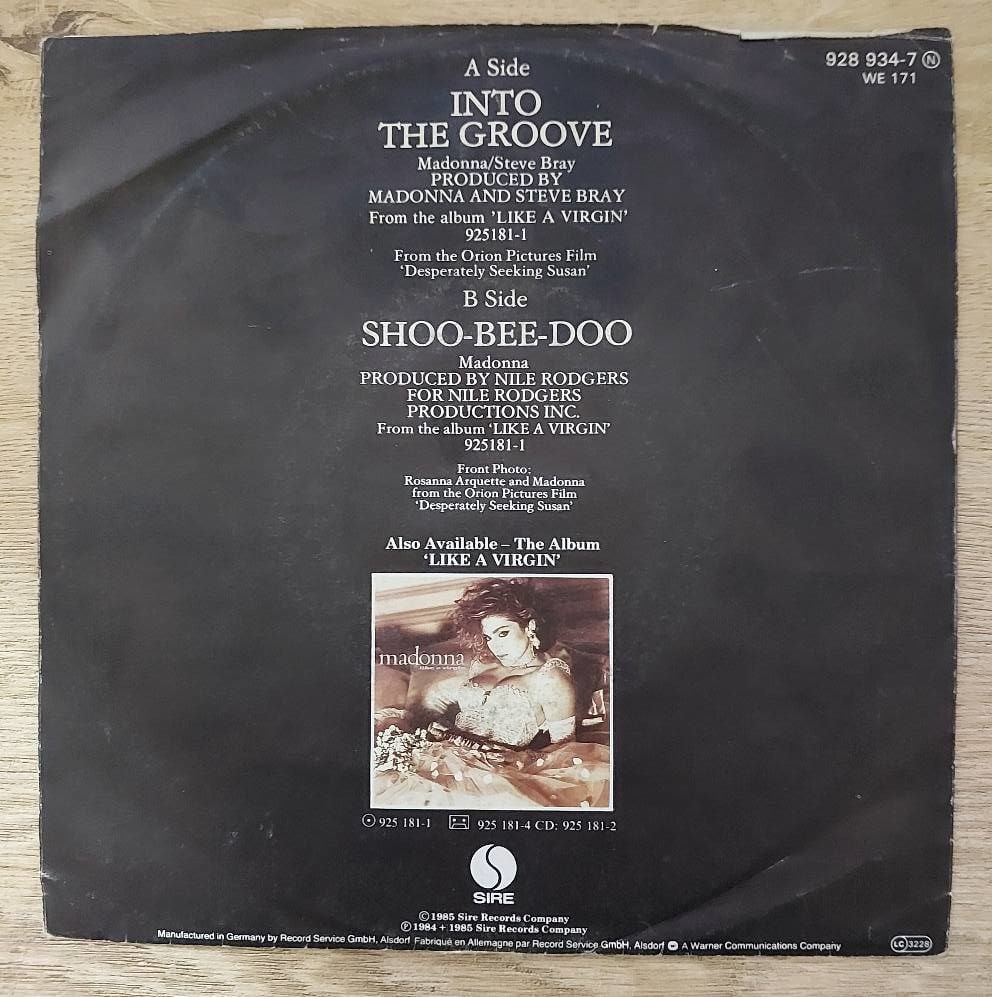 928 934-7 Ⓝ
WE 171
A Side
INTO
THE GROOVE
Madonna/Steve Bray
PRODUCED BY
MADONNA AND STEVE BRAY
From the album 'LIKE A VIRGIN'
925181-1
From the Orion Pictures Film
'Desperately Seeking Susan'
B Side
SHOO-BEE-DOO
Madonna
PRODUCED BY NILE RODGERS
FOR NILE RODGERS
PRODUCTIONS INC.
From the album 'LIKE A VIRGIN'
925181-1
Front Photo:
Rosanna Arquette and Madonna
from the Orion Pictures Film
'Desperately Seeking Susan'
Also Available – The Album
'LIKE A VIRGIN'
madonna
925 181-1 925 181-4 CD: 925 181-2
SIRE
©1985 Sire Records Company
℗1984 + 1985 Sire Records Company
Manufactured in Germany by Record Service GmbH, Alsdorf Fabriqué en Allemagne par Record Service GmbH, Alsdorf A Warner Communications Company
LC 3228